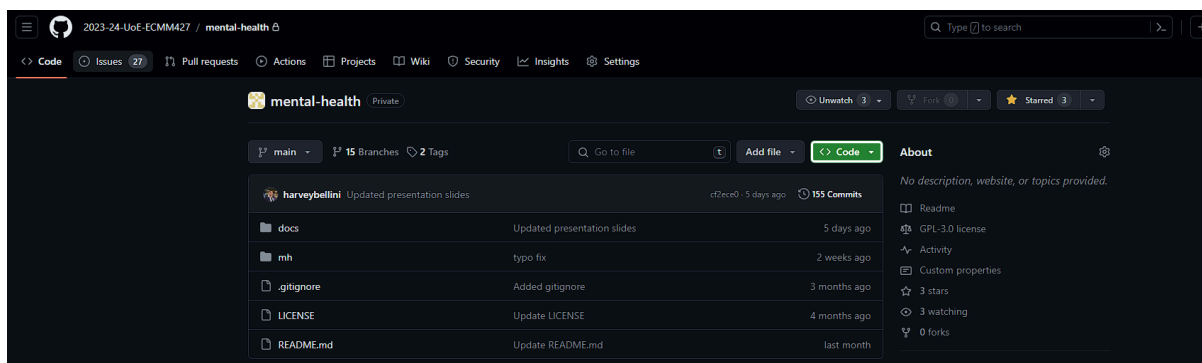 2023-24-UoE-ECMM427 / mental-health Type / to search
Code Issues 27 Pull requests Actions Projects Wiki Security Insights Settings
mental-health Private Unwatch 3 Fork 0 Starred 3
main 15 Branches 2 Tags Go to file t Add file Code About
No description, website, or topics provided.
harveybellini Updated presentation slides cf2ece0 · 5 days ago 155 Commits
Readme
docs Updated presentation slides 5 days ago GPL-3.0 license
Activity
mh typo fix 2 weeks ago
Custom properties
.gitignore Added gitignore 3 months ago
3 stars
LICENSE Update LICENSE 4 months ago
3 watching
0 forks
README.md Update README.md last month